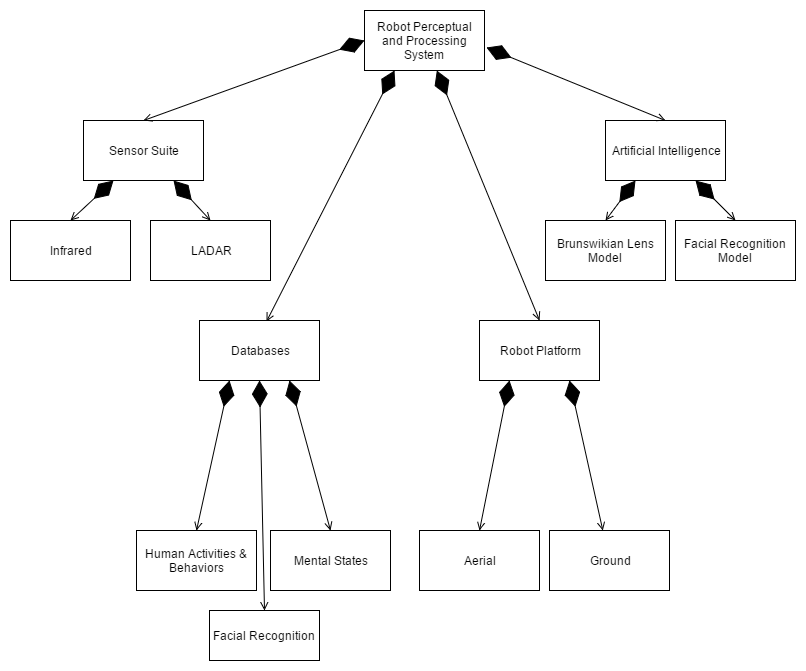 Robot Perceptual
and Processing
System
Sensor Suite
Artificial Intelligence
Infrared
LADAR
Brunswikian Lens
Model
Facial Recognition
Model
Databases
Robot Platform
Human Activities &
Behaviors
Mental States
Aerial
Ground
Facial Recognition